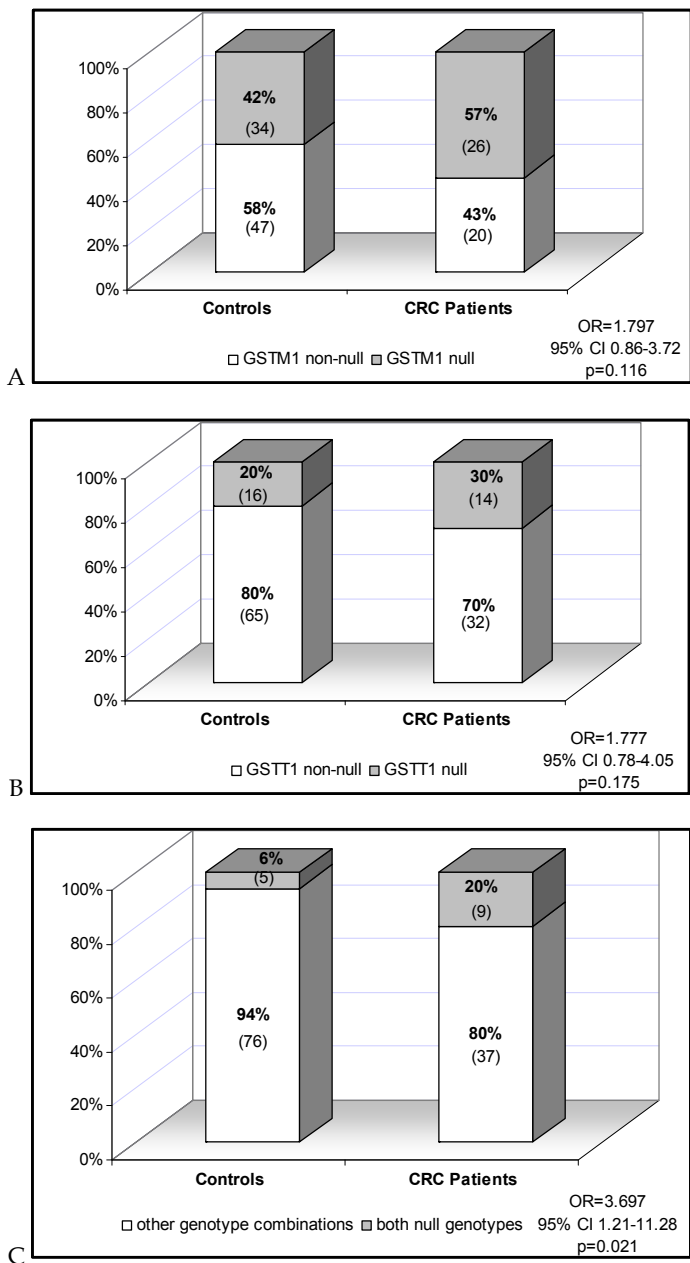 100%
80%
60%
40%
20%
0%
42%
(34)
58%
(47)
57%
(26)
43%
(20)
Controls
CRC Patients
GSTM1 non-null GSTM1 null
OR=1.797
95% CI 0.86-3.72
p=0.116
A
100%
80%
60%
40%
20%
0%
20%
(16)
80%
(65)
30%
(14)
70%
(32)
Controls
CRC Patients
GSTT1 non-null GSTT1 null
OR=1.777
95% CI 0.78-4.05
p=0.175
B
100%
80%
60%
40%
20%
0%
6%
(5)
94%
(76)
20%
(9)
80%
(37)
Controls
CRC Patients
other genotype combinations both null genotypes
OR=3.697
95% CI 1.21-11.28
p=0.021
C